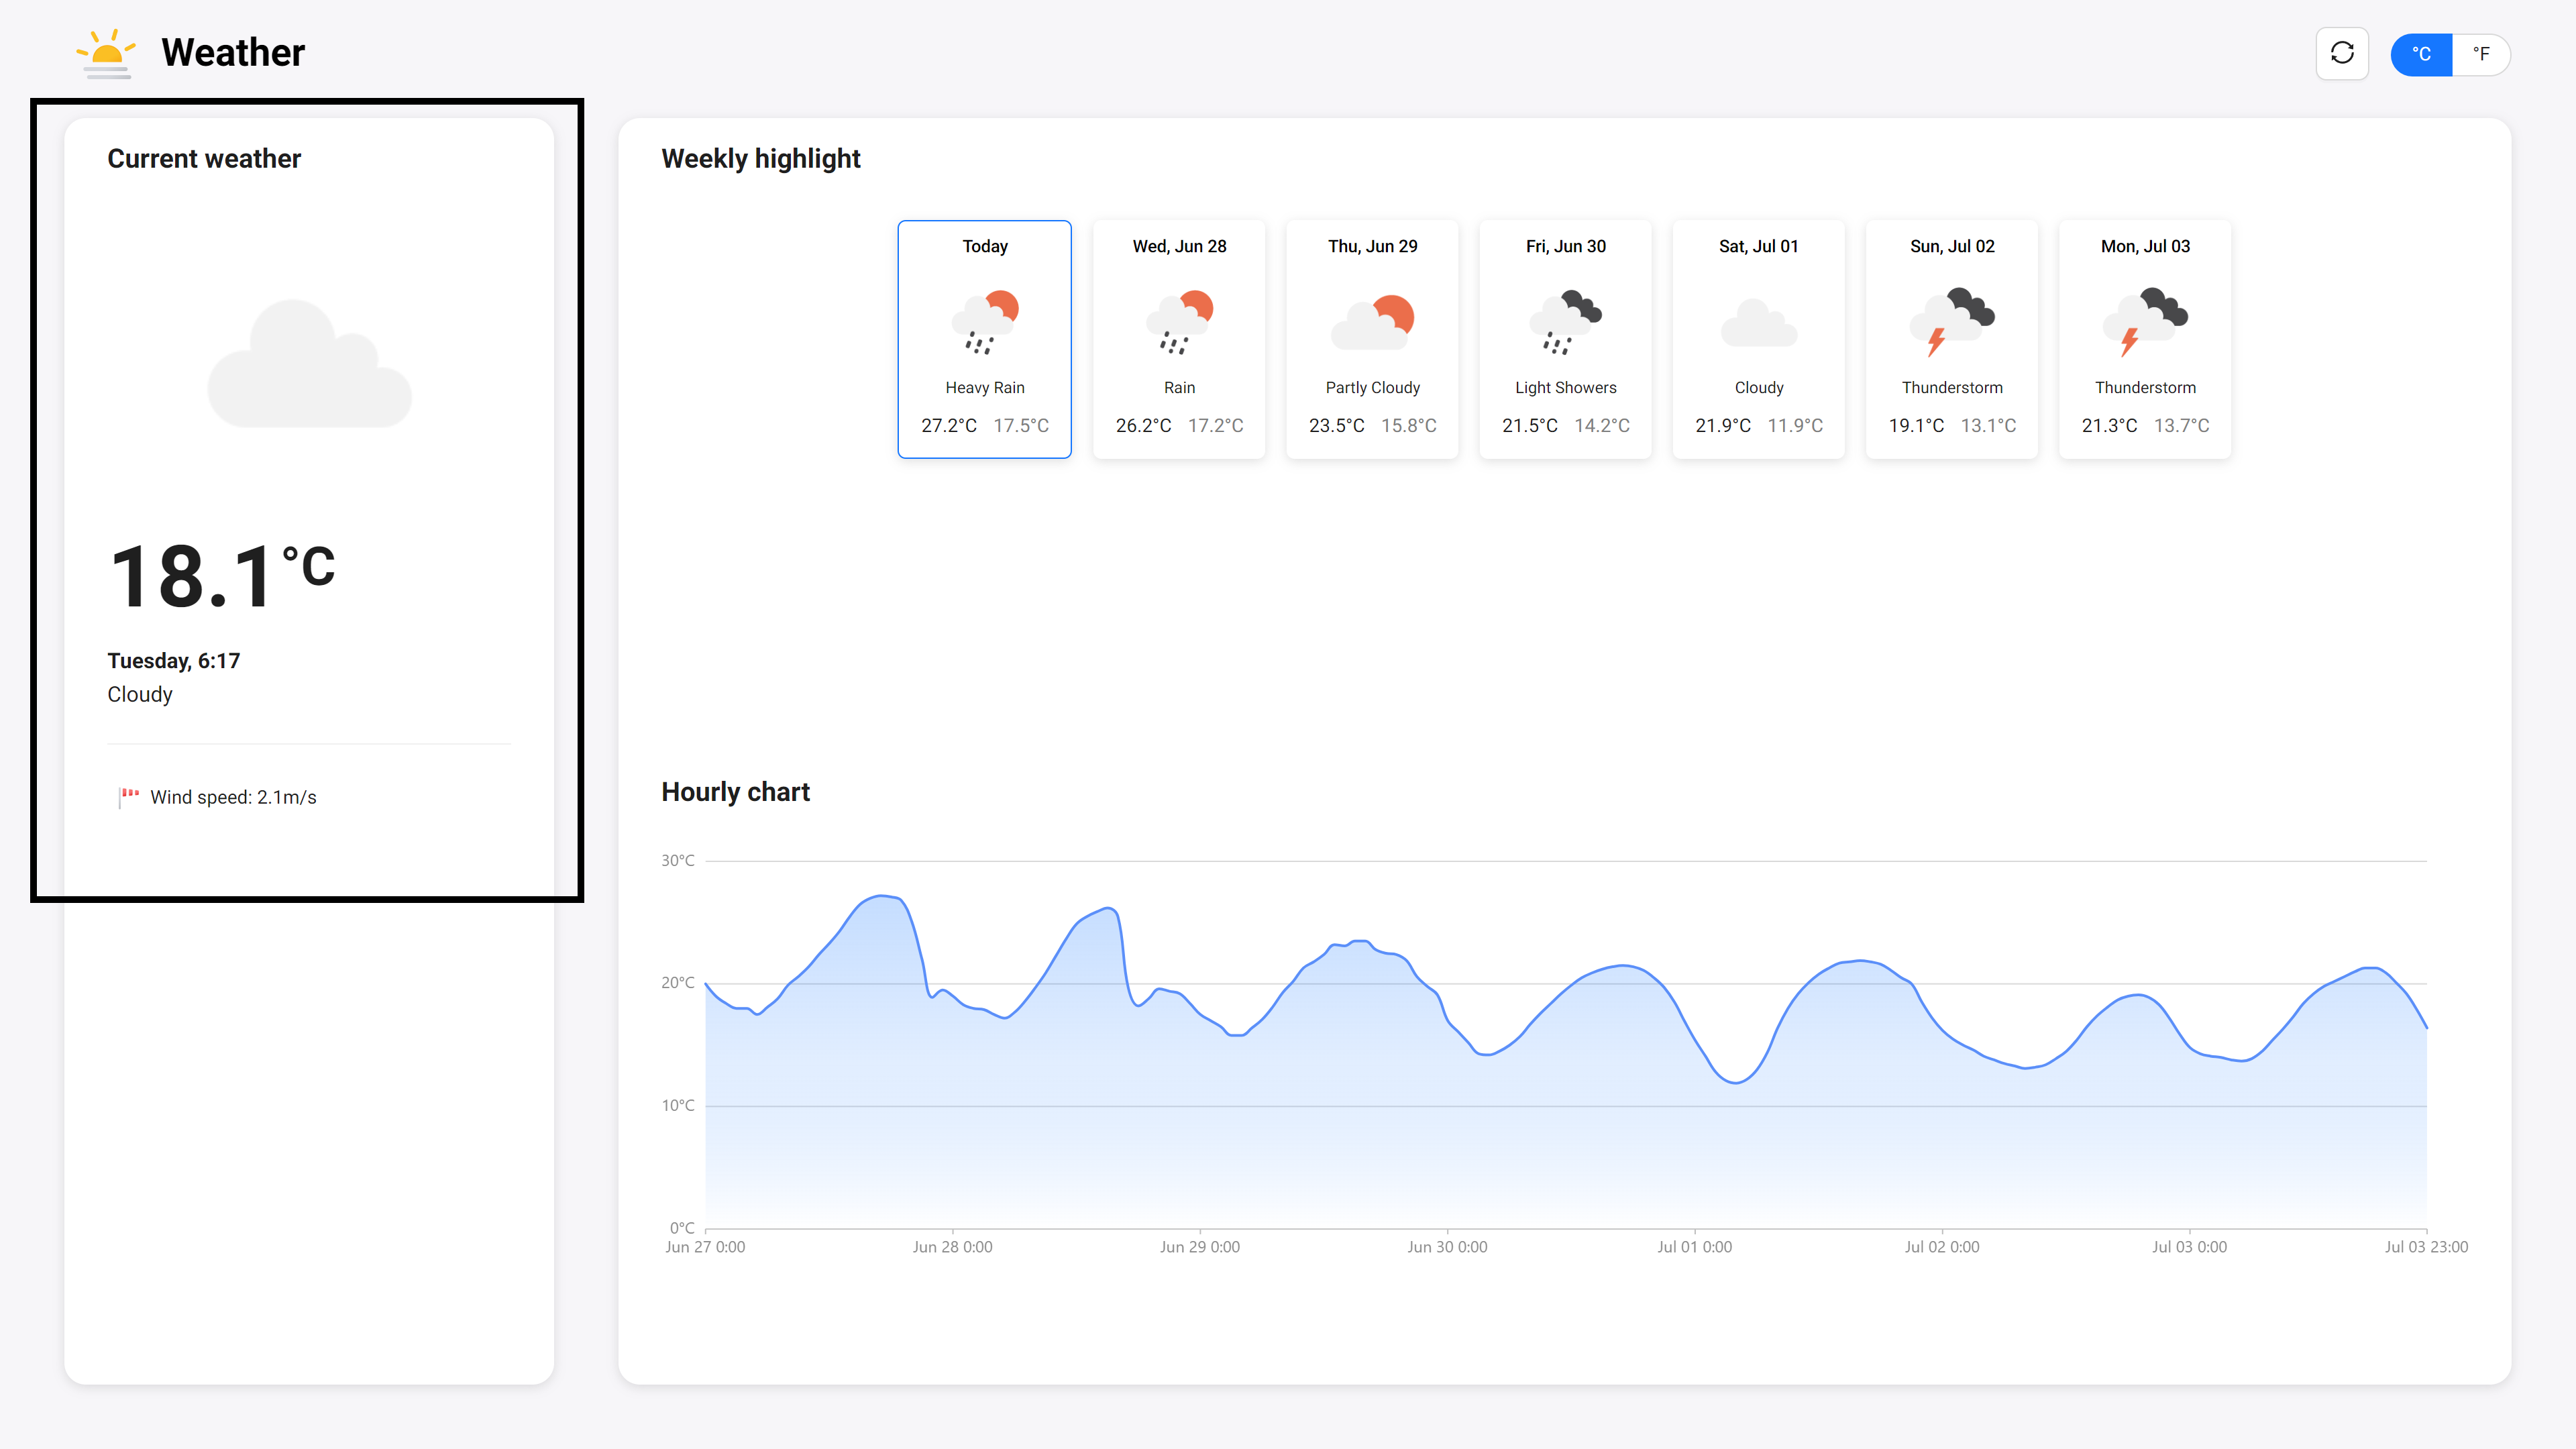 Weather
°C °F
Current weather
18.1°C
Tuesday, 6:17
Cloudy
Wind speed: 2.1m/s
Weekly highlight
Today
Heavy Rain
27.2°C 17.5°C
Wed, Jun 28
Rain
26.2°C 17.2°C
Thu, Jun 29
Partly Cloudy
23.5°C 15.8°C
Fri, Jun 30
Light Showers
21.5°C 14.2°C
Sat, Jul 01
Cloudy
21.9°C 11.9°C
Sun, Jul 02
Thunderstorm
19.1°C 13.1°C
Mon, Jul 03
Thunderstorm
21.3°C 13.7°C
Hourly chart
30°C
20°C
10°C
0°C
Jun 27 0:00 Jun 28 0:00 Jun 29 0:00 Jun 30 0:00 Jul 01 0:00 Jul 02 0:00 Jul 03 0:00 Jul 03 23:00